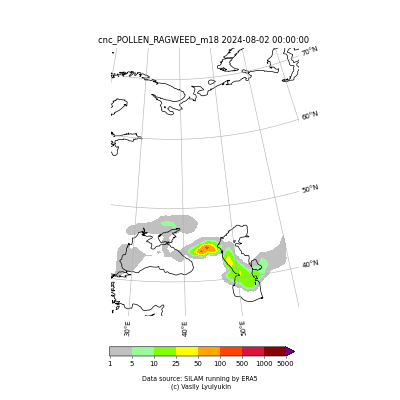 cnc_POLLEN_RAGWEED_m18 2024-08-02 00:00:00
70°N
60°N
50°N
40°N
30°E
40°E
50°E
1 5 10 25 50 100 500 1000 5000
Data source: SILAM running by ERA5
(c) Vasily Lyulyukin